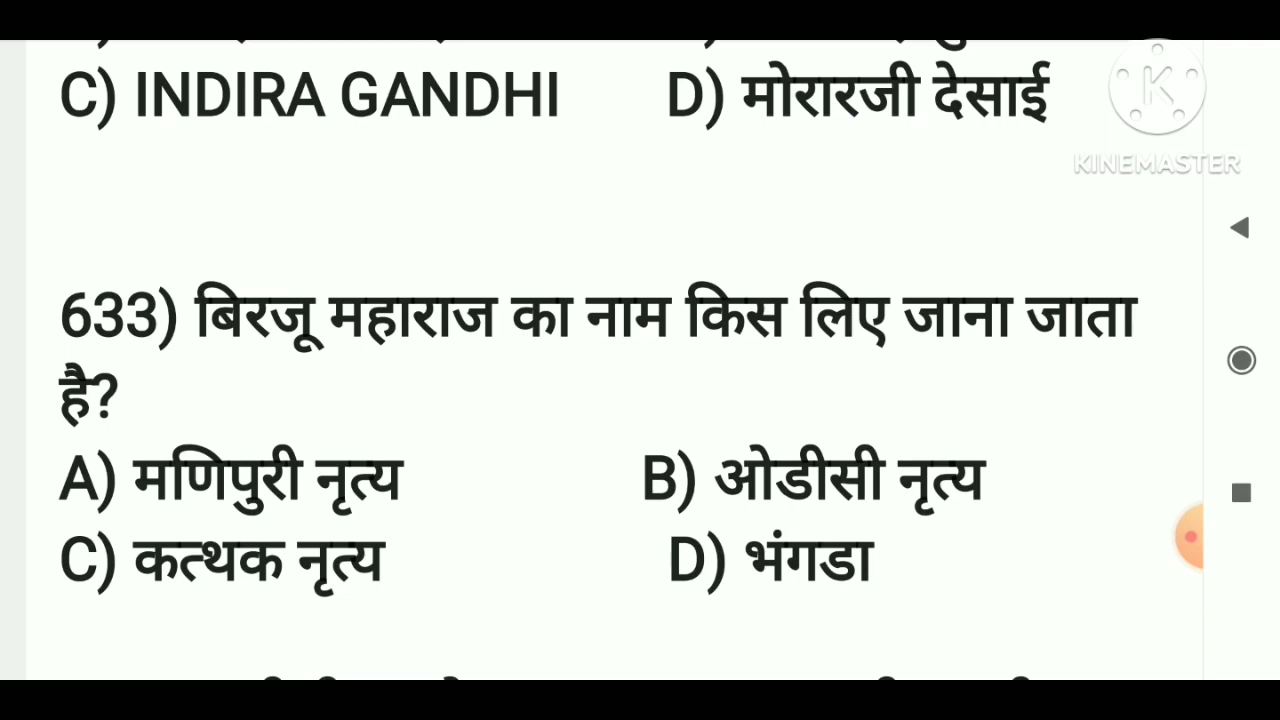 C) INDIRA GANDHI D) मोरारजी देसाई
K
KINEMASTER
633) बिरजू महाराज का नाम किस लिए जाना जाता
है?
A) मणिपुरी नृत्य B) ओडीसी नृत्य
C) कत्थक नृत्य D) भंगडा